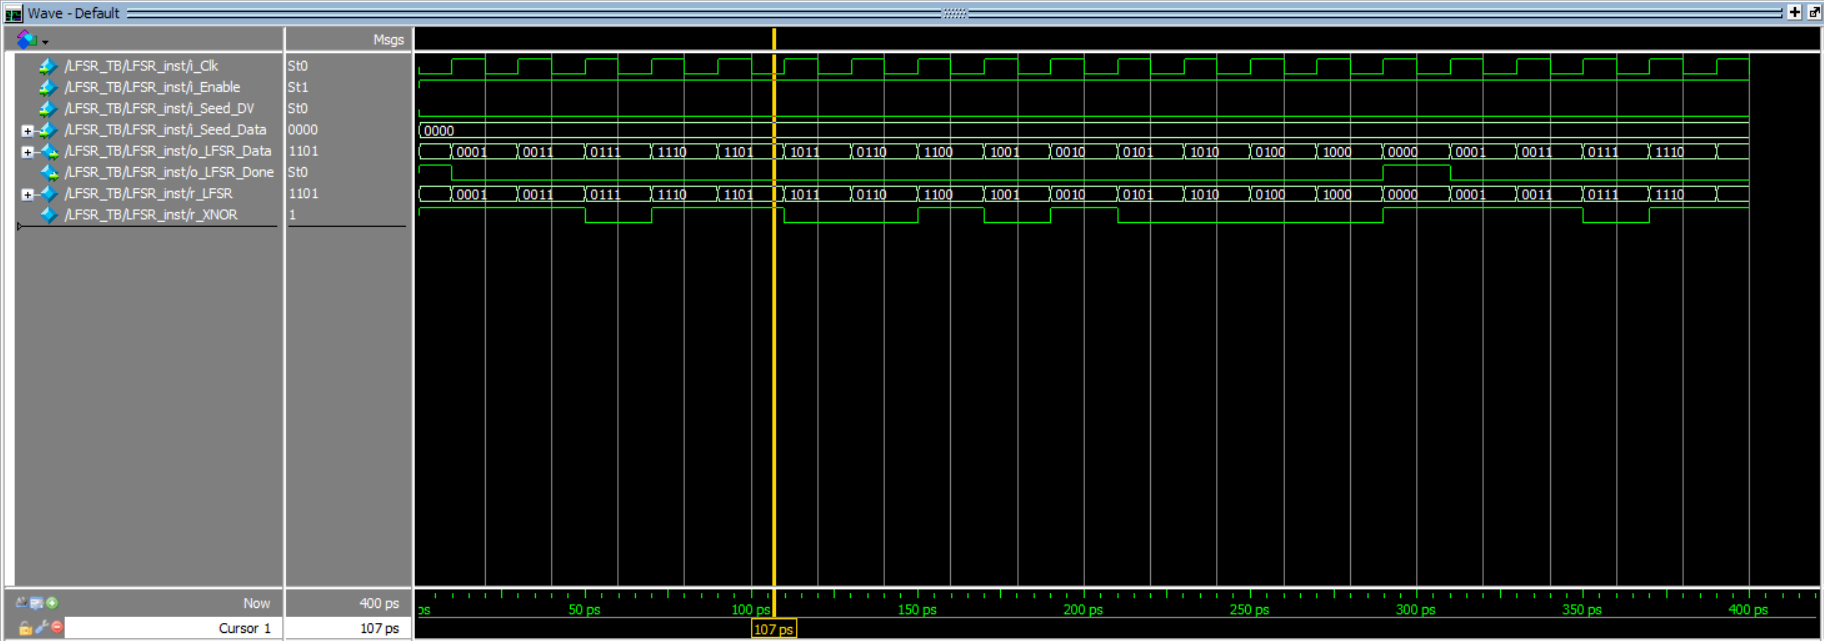 Wave - Default
Msgs
/LFSR_TB/LFSR_inst/i_Clk St0
/LFSR_TB/LFSR_inst/i_Enable St1
/LFSR_TB/LFSR_inst/i_Seed_DV St0
/LFSR_TB/LFSR_inst/i_Seed_Data 0000 0000
/LFSR_TB/LFSR_inst/o_LFSR_Data 1101 0001 0011 0111 1110 1101 1011 0110 1100 1001 0010 0101 1010 0100 1000 0000 0001 0011 0111 1110
/LFSR_TB/LFSR_inst/o_LFSR_Done St0
/LFSR_TB/LFSR_inst/r_LFSR 1101 0001 0011 0111 1110 1101 1011 0110 1100 1001 0010 0101 1010 0100 1000 0000 0001 0011 0111 1110
/LFSR_TB/LFSR_inst/r_XNOR 1
Now 400 ps ps 50 ps 100 ps 150 ps 200 ps 250 ps 300 ps 350 ps 400 ps
Cursor 1 107 ps 107 ps